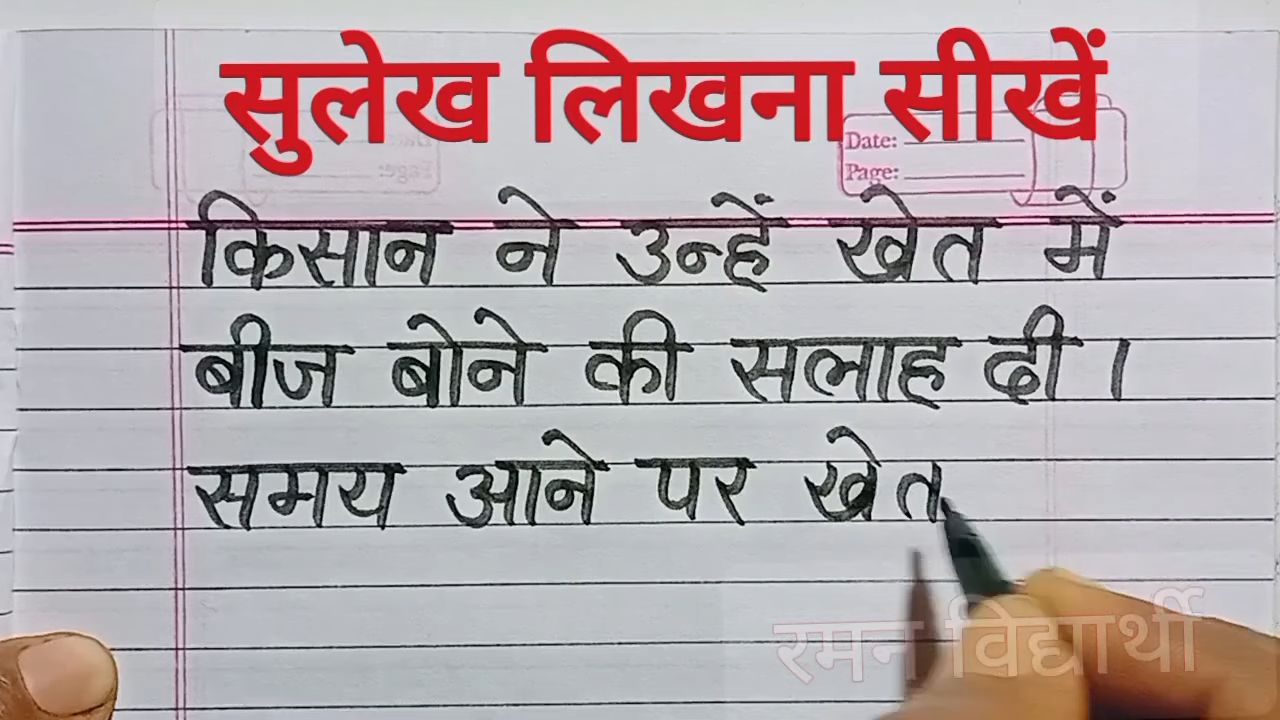 सुलेख लिखना सीखें
Date:
Page:
किसान ने उन्हें खेत में
बीज बोने की सलाह दी।
समय आने पर खेत
रमन विद्यार्थी